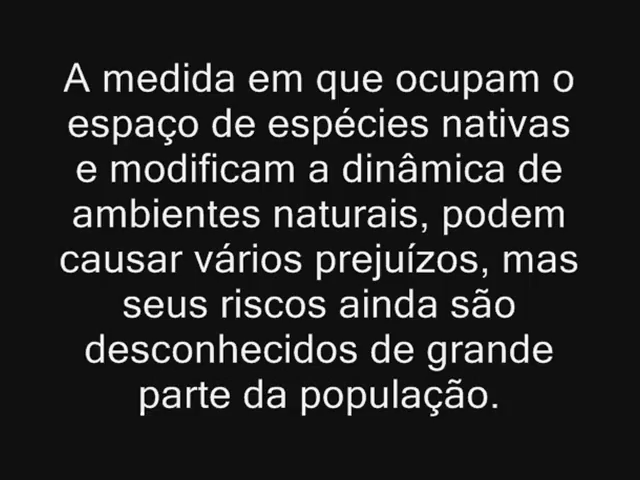 A medida em que ocupam o
espaço de espécies nativas
e modificam a dinâmica de
ambientes naturais, podem
causar vários prejuízos, mas
seus riscos ainda são
desconhecidos de grande
parte da população.